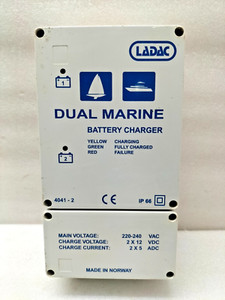 LADAC
1
DUAL MARINE
BATTERY CHARGER
YELLOW CHARGING
GREEN FULLY CHARGED
RED FAILURE
2
4041 - 2 CE IP 66
MAIN VOLTAGE: 220-240 VAC
CHARGE VOLTAGE: 2 X 12 VDC
CHARGE CURRENT: 2 X 5 ADC
MADE IN NORWAY